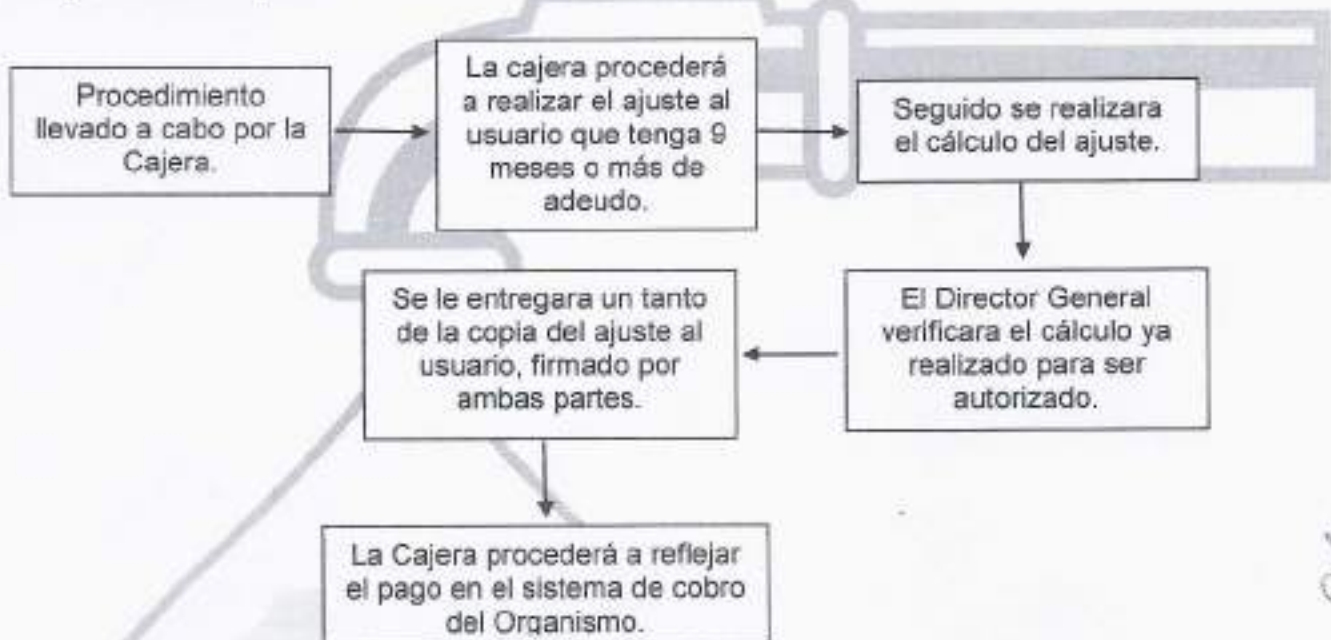 Procedimiento
llevado a cabo por la
Cajera.
La cajera procederá
a realizar el ajuste al
usuario que tenga 9
meses o más de
adeudo.
Seguido se realizara
el cálculo del ajuste.
El Director General
verificara el cálculo ya
realizado para ser
autorizado.
Se le entregara un tanto
de la copia del ajuste al
usuario, firmado por
ambas partes.
La Cajera procederá a reflejar
el pago en el sistema de cobro
del Organismo.